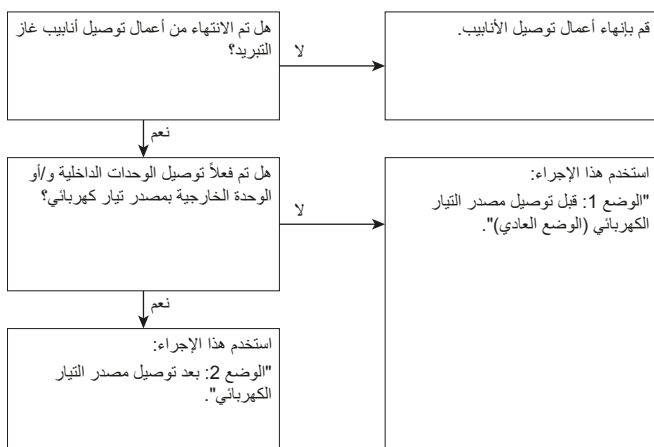 هل تم الانتهاء من أعمال توصيل أنابيب غاز
التبريد؟
لا
قم بإنهاء أعمال توصيل الأنابيب.
نعم
هل تم فعلاً توصيل الوحدات الداخلية و/أو
الوحدة الخارجية بمصدر تيار كهربائي؟
لا
استخدم هذا الإجراء:
"الوضع 1: قبل توصيل مصدر التيار
الكهربائي (الوضع العادي)".
نعم
استخدم هذا الإجراء:
"الوضع 2: بعد توصيل مصدر التيار
الكهربائي".